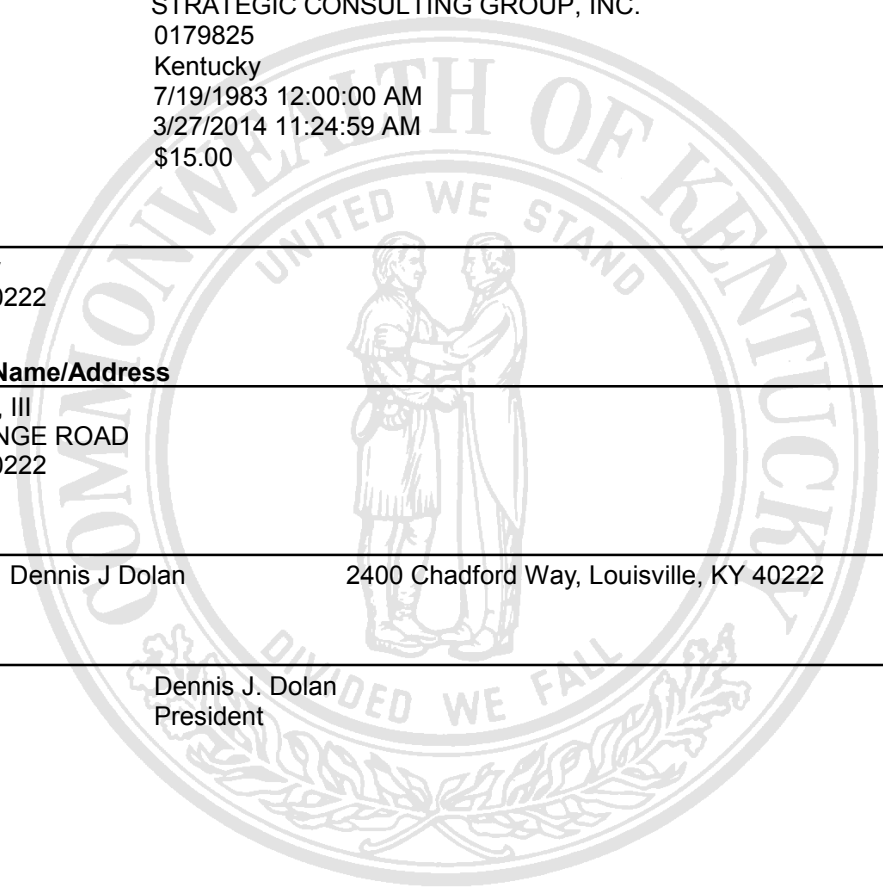 STRATEGIC CONSULTING GROUP, INC.
0179825
Kentucky
7/19/1983 12:00:00 AM
3/27/2014 11:24:59 AM
$15.00
0222
Name/Address
, III
NGE ROAD
0222
Dennis J Dolan 2400 Chadford Way, Louisville, KY 40222
Dennis J. Dolan
President
COMMONWEALTH OF KENTUCKY
UNITED WE STAND
DIVIDED WE FALL